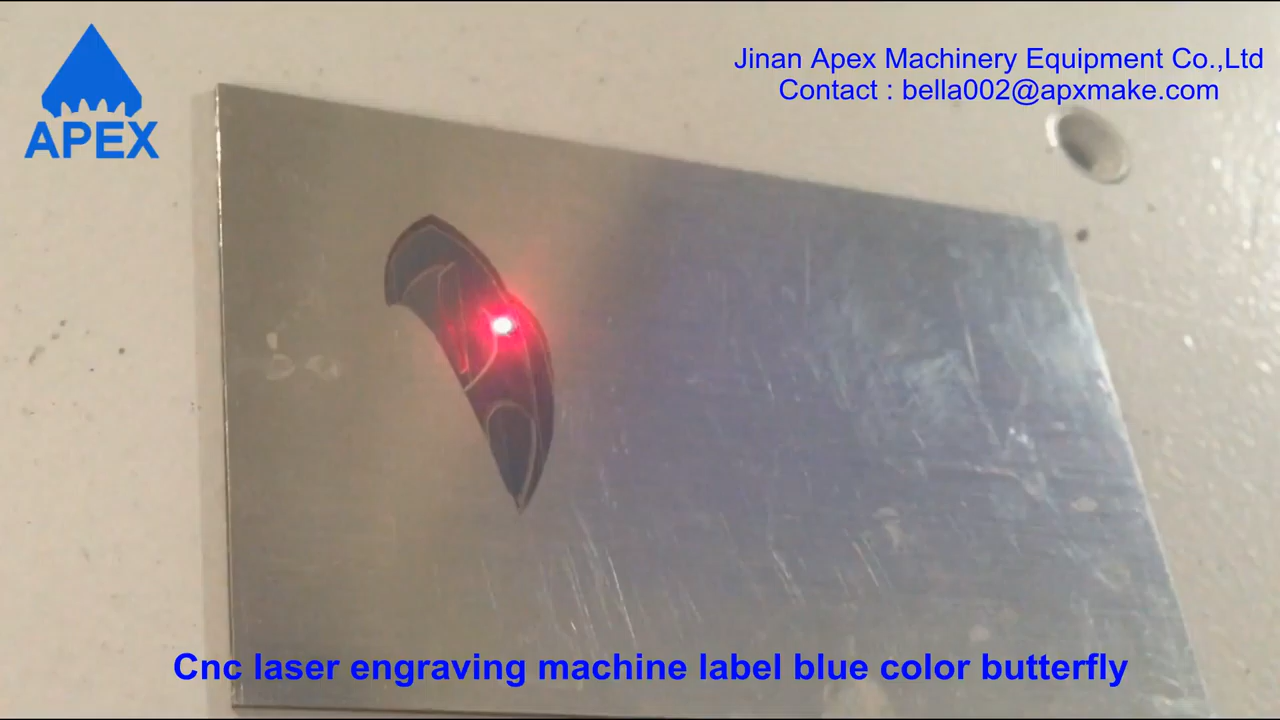 APEX
Jinan Apex Machinery Equipment Co.,Ltd
Contact : bella002@apxmake.com
Cnc laser engraving machine label blue color butterfly